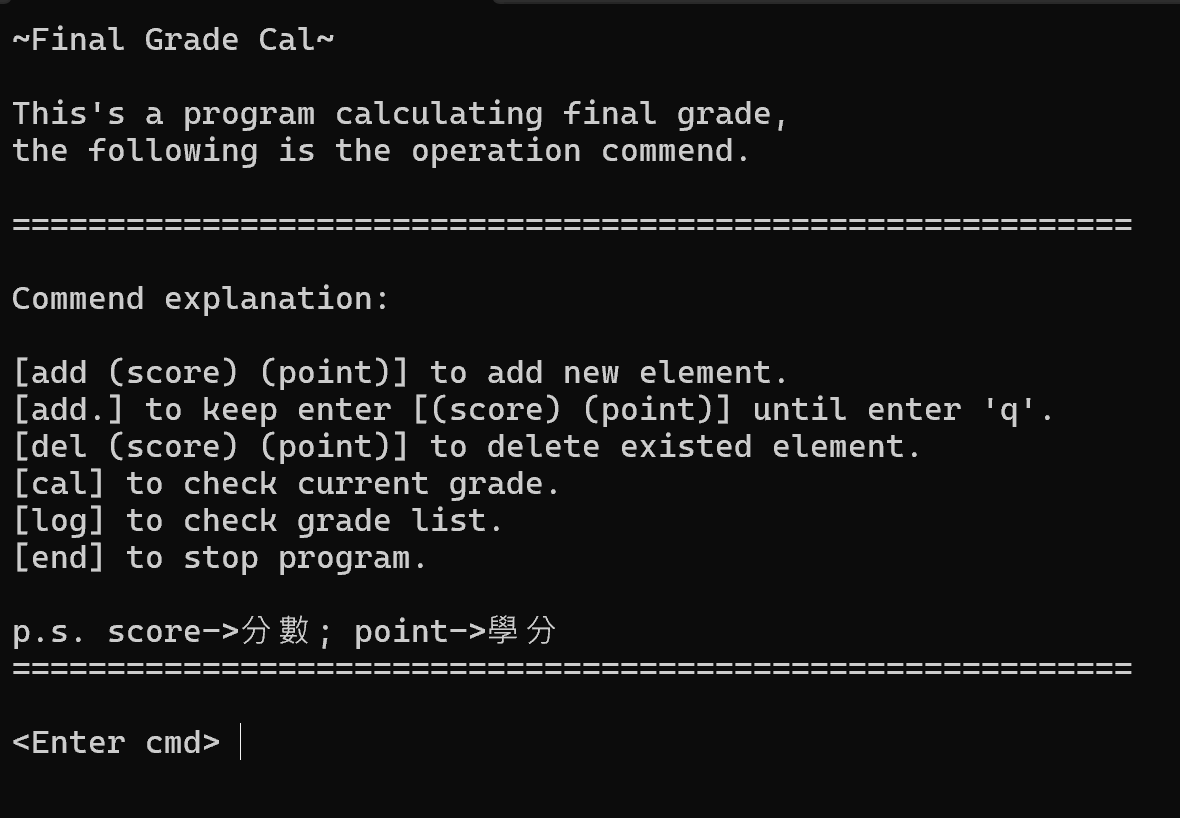 ~Final Grade Cal~
This's a program calculating final grade,
the following is the operation commend.
===========================================================
Commend explanation:
[add (score) (point)] to add new element.
[add.] to keep enter [(score) (point)] until enter 'q'.
[del (score) (point)] to delete existed element.
[cal] to check current grade.
[log] to check grade list.
[end] to stop program.
p.s. score->分數; point->學分
===========================================================
<Enter cmd>